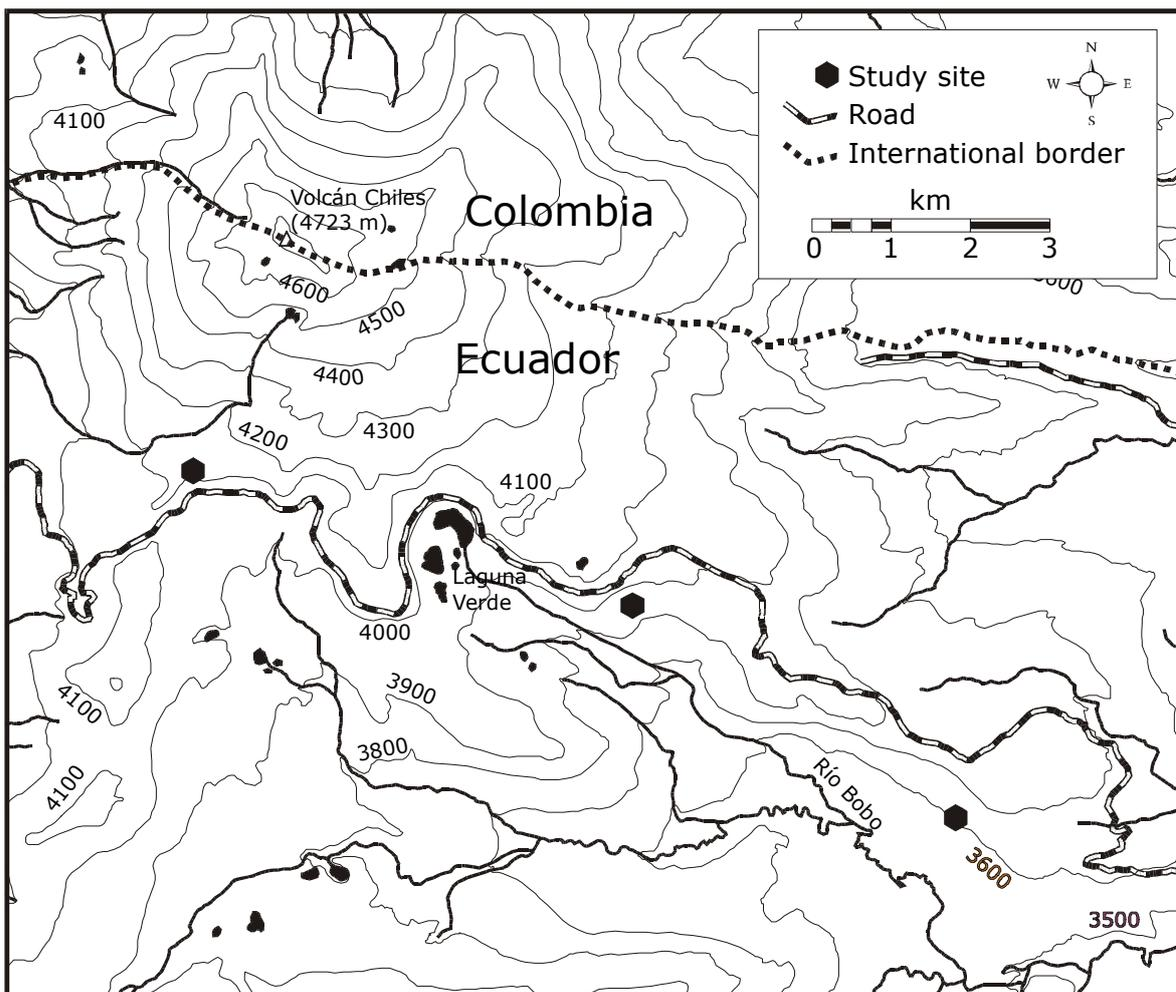 N
W E
S
Study site
Road
International border
km
0 1 2 3
4100
Volcán Chiles
(4723 m)
Colombia
4600
4500
Ecuador
4400
4300
4200
4100
Laguna
Verde
4000
3900
4100
3800
4100
Río Bobo
3600
3500